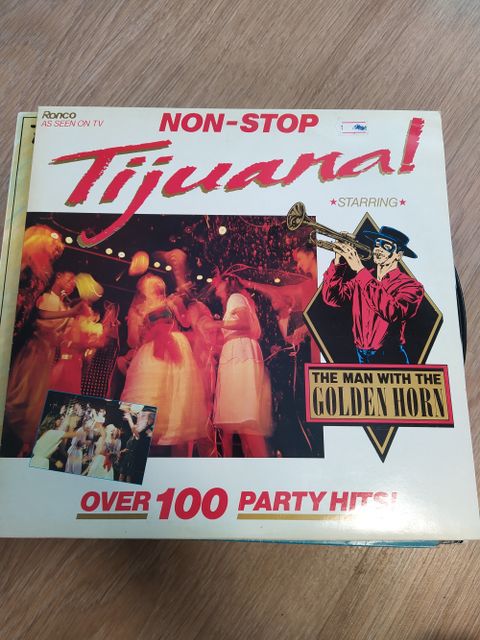 Ronco
AS SEEN ON TV
NON-STOP
Tijuana!
★STARRING★
THE MAN WITH THE
GOLDEN HORN
OVER 100 PARTY HITS!